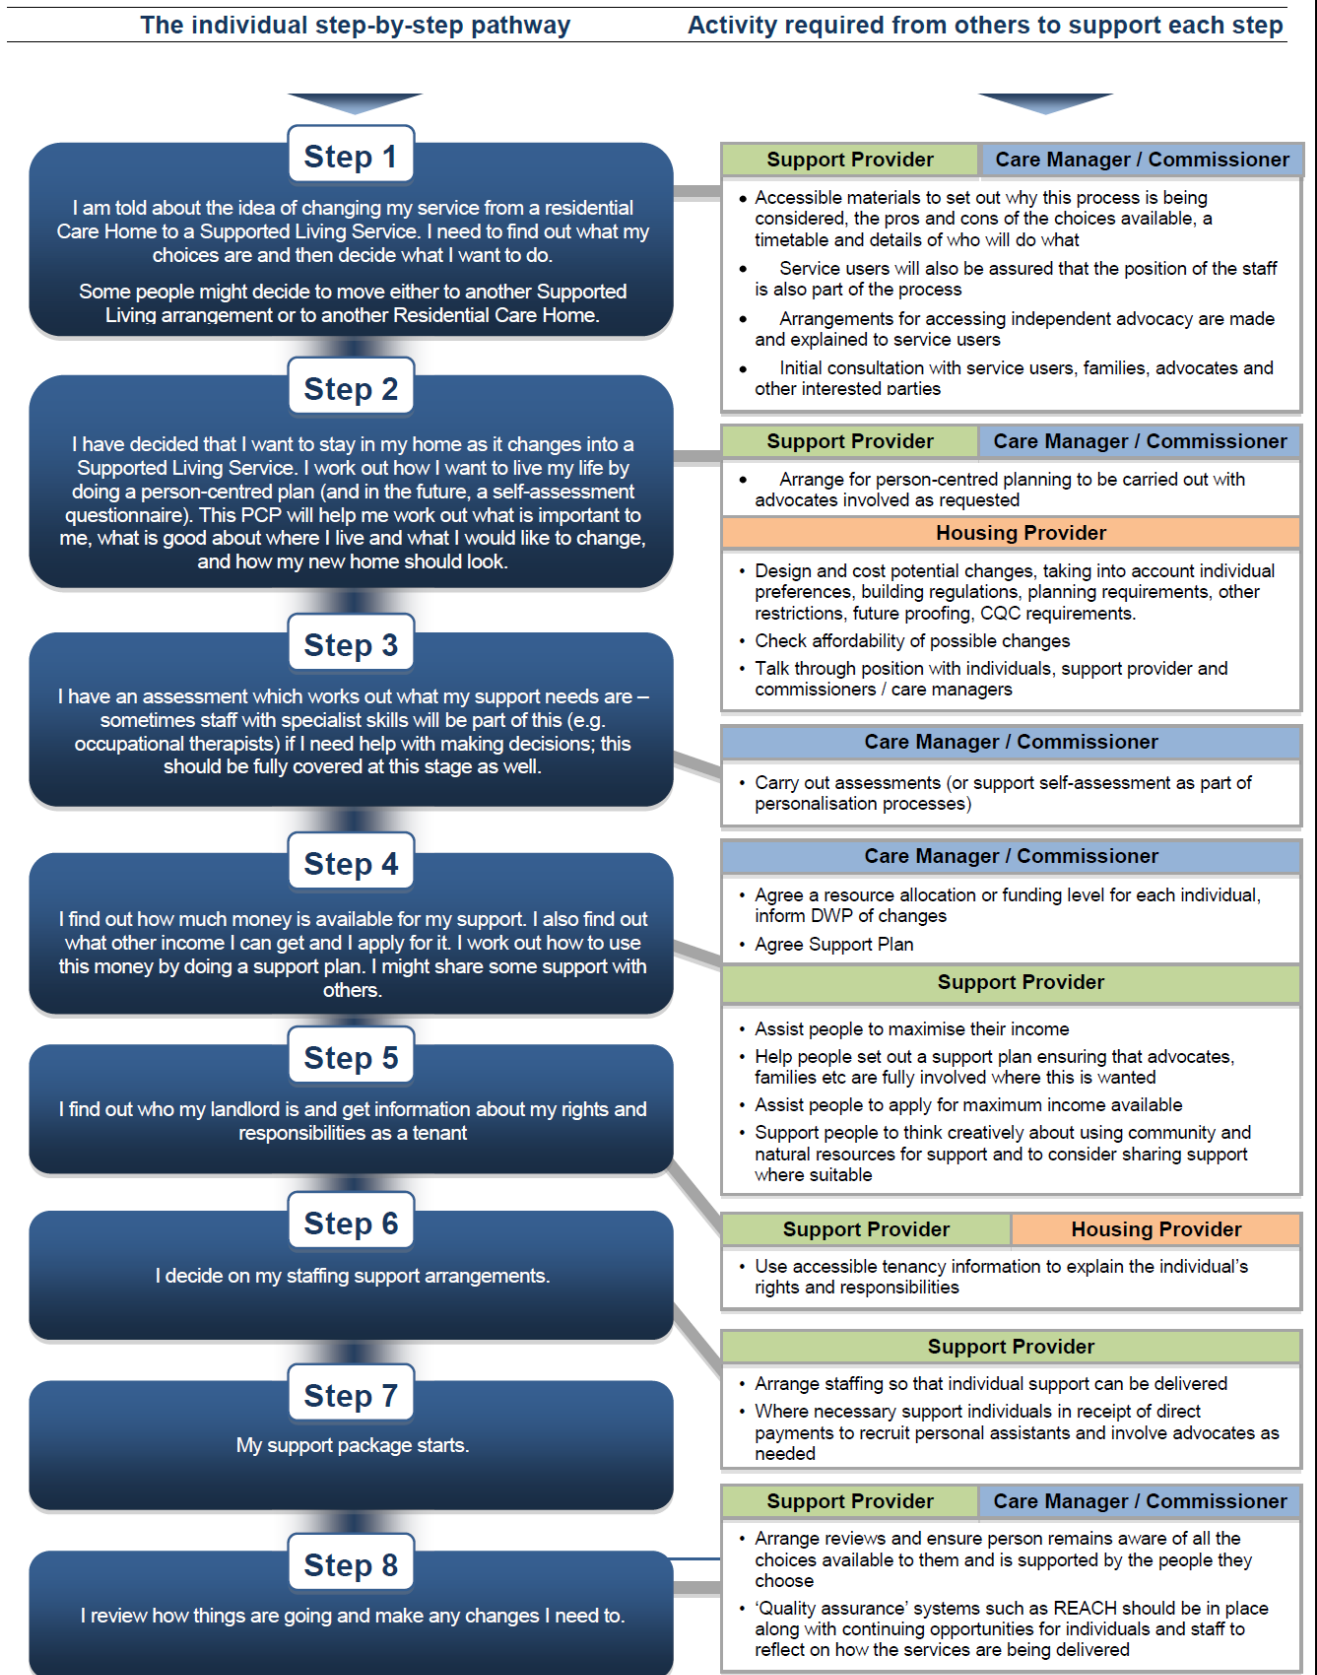 The individual step-by-step pathway
Activity required from others to support each step
Step 1
I am told about the idea of changing my service from a residential
Care Home to a Supported Living Service. I need to find out what my
choices are and then decide what I want to do.
Some people might decide to move either to another Supported
Living arrangement or to another Residential Care Home.
Support Provider
Care Manager / Commissioner
• Accessible materials to set out why this process is being
considered, the pros and cons of the choices available, a
timetable and details of who will do what
• Service users will also be assured that the position of the staff
is also part of the process
• Arrangements for accessing independent advocacy are made
and explained to service users
• Initial consultation with service users, families, advocates and
other interested parties
Step 2
I have decided that I want to stay in my home as it changes into a
Supported Living Service. I work out how I want to live my life by
doing a person-centred plan (and in the future, a self-assessment
questionnaire). This PCP will help me work out what is important to
me, what is good about where I live and what I would like to change,
and how my new home should look.
Support Provider
Care Manager / Commissioner
• Arrange for person-centred planning to be carried out with
advocates involved as requested
Housing Provider
• Design and cost potential changes, taking into account individual
preferences, building regulations, planning requirements, other
restrictions, future proofing, CQC requirements.
• Check affordability of possible changes
• Talk through position with individuals, support provider and
commissioners / care managers
Step 3
I have an assessment which works out what my support needs are –
sometimes staff with specialist skills will be part of this (e.g.
occupational therapists) if I need help with making decisions; this
should be fully covered at this stage as well.
Care Manager / Commissioner
• Carry out assessments (or support self-assessment as part of
personalisation processes)
Step 4
I find out how much money is available for my support. I also find out
what other income I can get and I apply for it. I work out how to use
this money by doing a support plan. I might share some support with
others.
Care Manager / Commissioner
• Agree a resource allocation or funding level for each individual,
inform DWP of changes
• Agree Support Plan
Support Provider
• Assist people to maximise their income
• Help people set out a support plan ensuring that advocates,
families etc are fully involved where this is wanted
• Assist people to apply for maximum income available
• Support people to think creatively about using community and
natural resources for support and to consider sharing support
where suitable
Step 5
I find out who my landlord is and get information about my rights and
responsibilities as a tenant
Support Provider
Housing Provider
• Use accessible tenancy information to explain the individual’s
rights and responsibilities
Step 6
I decide on my staffing support arrangements.
Support Provider
• Arrange staffing so that individual support can be delivered
• Where necessary support individuals in receipt of direct
payments to recruit personal assistants and involve advocates as
needed
Step 7
My support package starts.
Step 8
I review how things are going and make any changes I need to.
Support Provider
Care Manager / Commissioner
• Arrange reviews and ensure person remains aware of all the
choices available to them and is supported by the people they
choose
• ‘Quality assurance’ systems such as REACH should be in place
along with continuing opportunities for individuals and staff to
reflect on how the services are being delivered